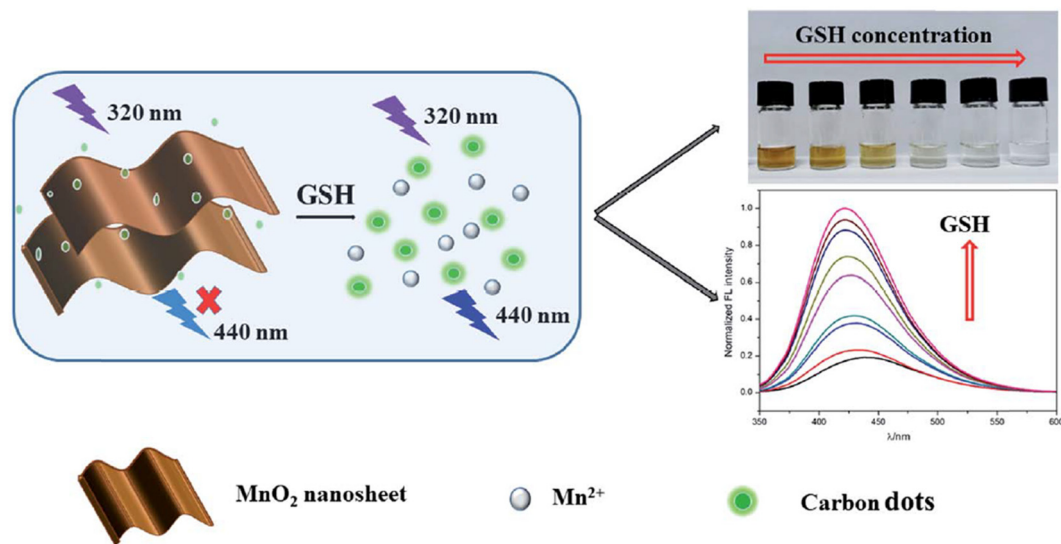 320 nm
GSH
320 nm
440 nm
440 nm
GSH concentration
GSH
Normalized FL intensity
1.0
0.8
0.6
0.4
0.2
0.0
350 400 450 500 550 600
λ/nm
MnO₂ nanosheet
Mn²⁺
Carbon dots